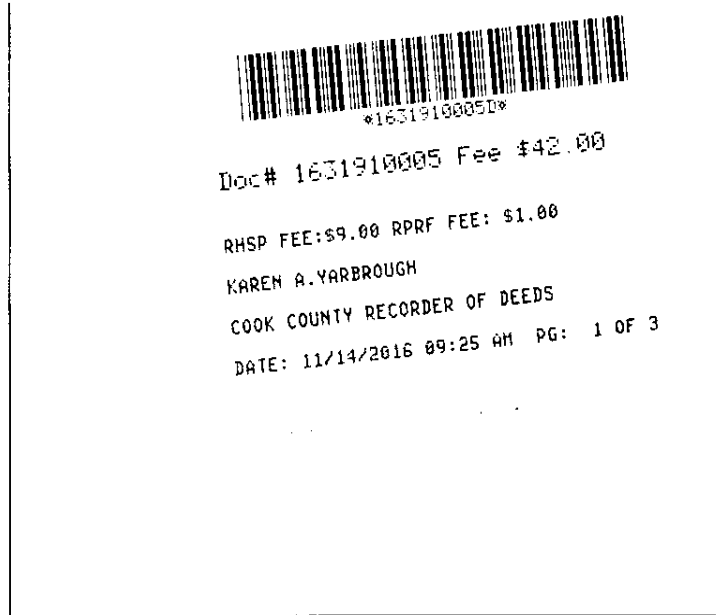 *1631910005D*
Doc# 1631910005 Fee $42.00
RHSP FEE:$9.00 RPRF FEE: $1.00
KAREN A.YARBROUGH
COOK COUNTY RECORDER OF DEEDS
DATE: 11/14/2016 09:25 AM PG: 1 OF 3